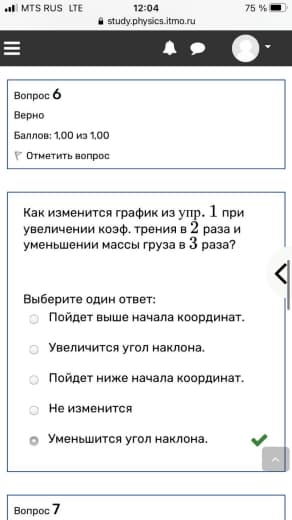 MTS RUS LTE 12:04 75 %
study.physics.itmo.ru
Вопрос 6
Верно
Баллов: 1,00 из 1,00
Отметить вопрос
Как изменится график из упр. 1 при
увеличении коэф. трения в 2 раза и
уменьшении массы груза в 3 раза?
Выберите один ответ:
Пойдет выше начала координат.
Увеличится угол наклона.
Пойдет ниже начала координат.
Не изменится
Уменьшится угол наклона.
Вопрос 7